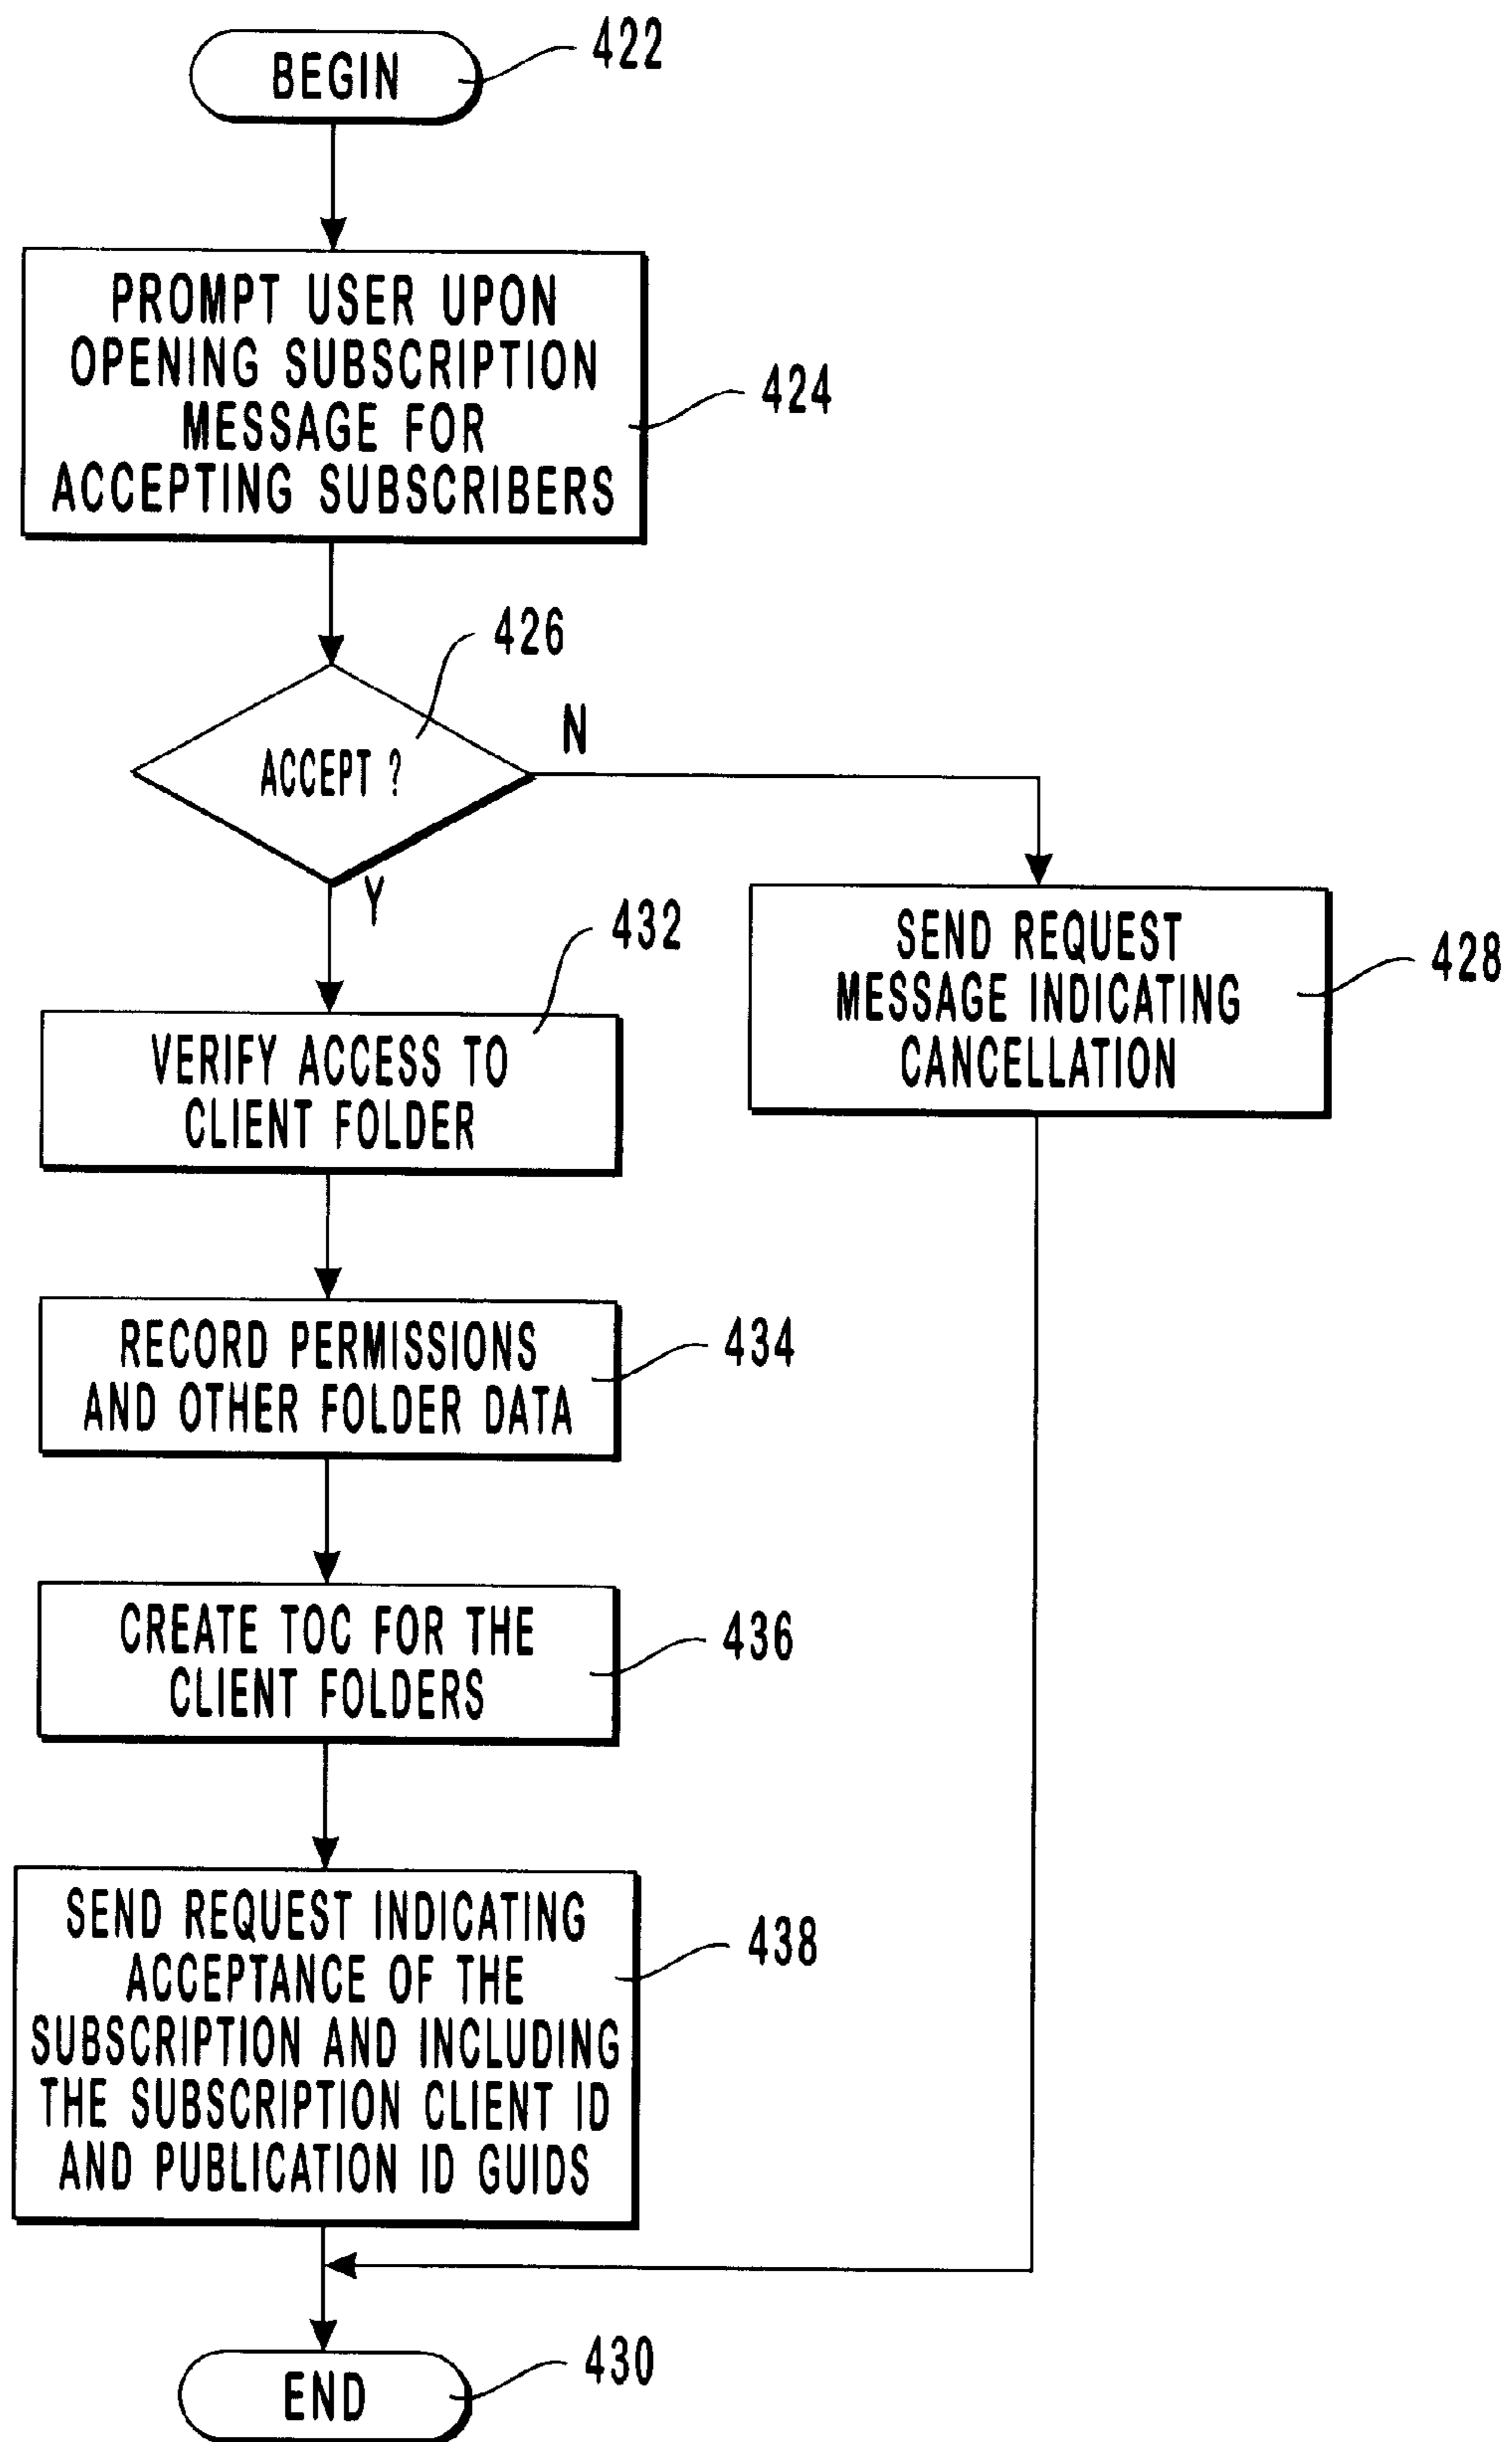 BEGIN
422
PROMPT USER UPON
OPENING SUBSCRIPTION
MESSAGE FOR
ACCEPTING SUBSCRIBERS
424
426
ACCEPT ?
N
Y
432
VERIFY ACCESS TO
CLIENT FOLDER
SEND REQUEST
MESSAGE INDICATING
CANCELLATION
428
RECORD PERMISSIONS
AND OTHER FOLDER DATA
434
CREATE TOC FOR THE
CLIENT FOLDERS
436
SEND REQUEST INDICATING
ACCEPTANCE OF THE
SUBSCRIPTION AND INCLUDING
THE SUBSCRIPTION CLIENT ID
AND PUBLICATION ID GUIDS
438
END
430